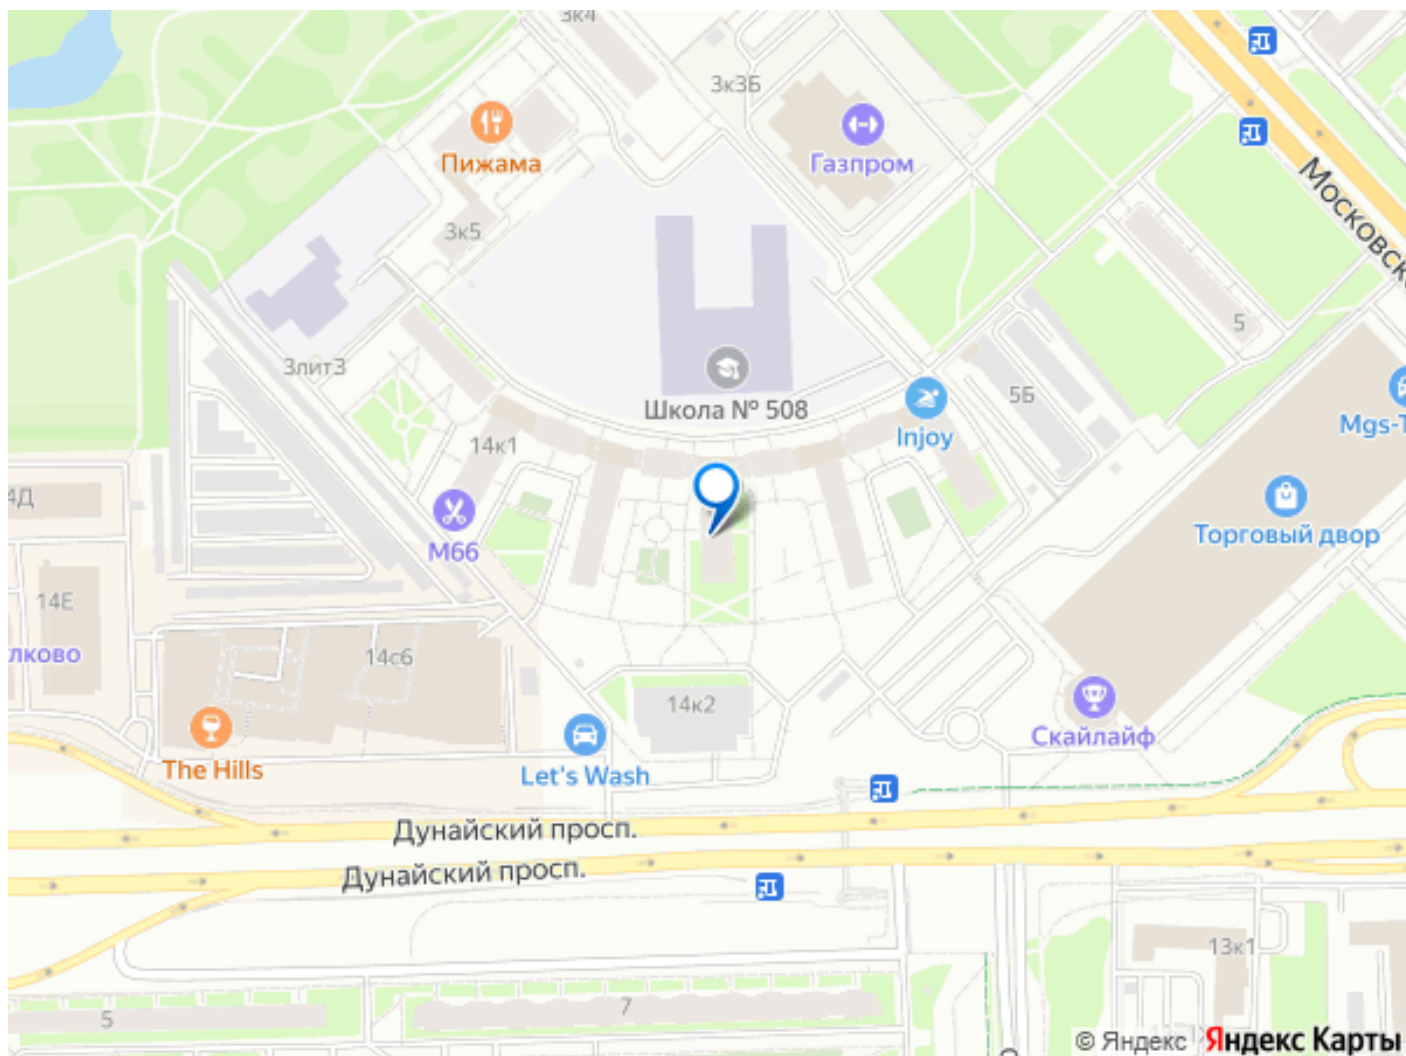 3к4
3к3Б
Газпром
Пижама
Московск
3к5
5
3лит3
5Б
Школа № 508
Injoy
Mgs-T
14к1
4Д
М66
Торговый двор
14Е
лково
14с6
14к2
Скайлайф
The Hills
Let's Wash
Дунайский просп.
Дунайский просп.
13к1
7
5
© Яндекс Яндекс Карты